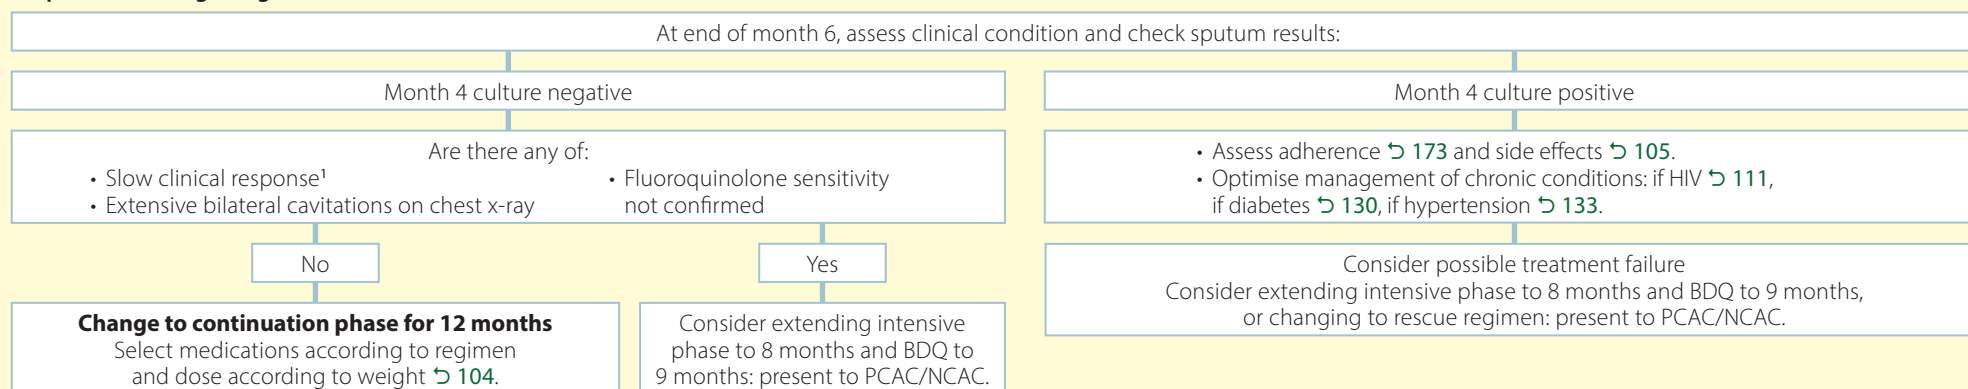 At end of month 6, assess clinical condition and check sputum results:
Month 4 culture negative
Month 4 culture positive
Are there any of:
• Slow clinical response¹
• Extensive bilateral cavitations on chest x-ray
• Fluoroquinolone sensitivity
not confirmed
• Assess adherence ⮌ 173 and side effects ⮌ 105.
• Optimise management of chronic conditions: if HIV ⮌ 111,
if diabetes ⮌ 130, if hypertension ⮌ 133.
No
Yes
Consider possible treatment failure
Consider extending intensive phase to 8 months and BDQ to 9 months,
or changing to rescue regimen: present to PCAC/NCAC.
Change to continuation phase for 12 months
Select medications according to regimen
and dose according to weight ⮌ 104.
Consider extending intensive
phase to 8 months and BDQ to
9 months: present to PCAC/NCAC.